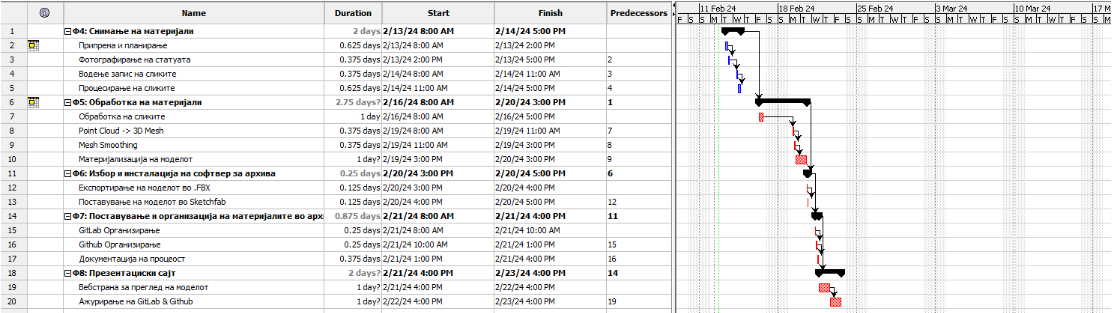 Name Duration Start Finish Predecessors 11 Feb 24 18 Feb 24 25 Feb 24 3 Mar 24 10 Mar 24 17 M
F S S M T W T F S S M T W T F S S M T W T F S S M T W T F S S M T W T F S S M T
1 Ф4: Снимање на материјали 2 days 2/13/24 8:00 AM 2/14/24 5:00 PM
2 Припрема и планирање 0.625 days 2/13/24 8:00 AM 2/13/24 2:00 PM
3 Фотографирање на статуата 0.375 days 2/13/24 2:00 PM 2/13/24 5:00 PM 2
4 Водење запис на сликите 0.375 days 2/14/24 8:00 AM 2/14/24 11:00 AM 3
5 Процесирање на сликите 0.625 days 2/14/24 11:00 AM 2/14/24 5:00 PM 4
6 Ф5: Обработка на материјали 2.75 days? 2/16/24 8:00 AM 2/20/24 3:00 PM 1
7 Обработка на сликите 1 day 2/16/24 8:00 AM 2/16/24 5:00 PM
8 Point Cloud -> 3D Mesh 0.375 days 2/19/24 8:00 AM 2/19/24 11:00 AM 7
9 Mesh Smoothing 0.375 days 2/19/24 11:00 AM 2/19/24 3:00 PM 8
10 Материјализација на моделот 1 day? 2/19/24 3:00 PM 2/20/24 3:00 PM 9
11 Ф6: Избор и инсталација на софтвер за архива 0.25 days 2/20/24 3:00 PM 2/20/24 5:00 PM 6
12 Експортирање на моделот во .FBX 0.125 days 2/20/24 3:00 PM 2/20/24 4:00 PM
13 Поставување на моделот во Sketchfab 0.125 days 2/20/24 4:00 PM 2/20/24 5:00 PM 12
14 Ф7: Поставување и организација на материјалите во арх 0.875 days 2/21/24 8:00 AM 2/21/24 4:00 PM 11
15 GitLab Организирање 0.25 days 2/21/24 8:00 AM 2/21/24 10:00 AM
16 Github Организирање 0.25 days 2/21/24 10:00 AM 2/21/24 1:00 PM 15
17 Документација на процеост 0.375 days 2/21/24 1:00 PM 2/21/24 4:00 PM 16
18 Ф8: Презентациски сајт 2 days? 2/21/24 4:00 PM 2/23/24 4:00 PM 14
19 Вебстрана за преглед на моделот 1 day? 2/21/24 4:00 PM 2/22/24 4:00 PM
20 Ажурирање на GitLab & Github 1 day? 2/22/24 4:00 PM 2/23/24 4:00 PM 19